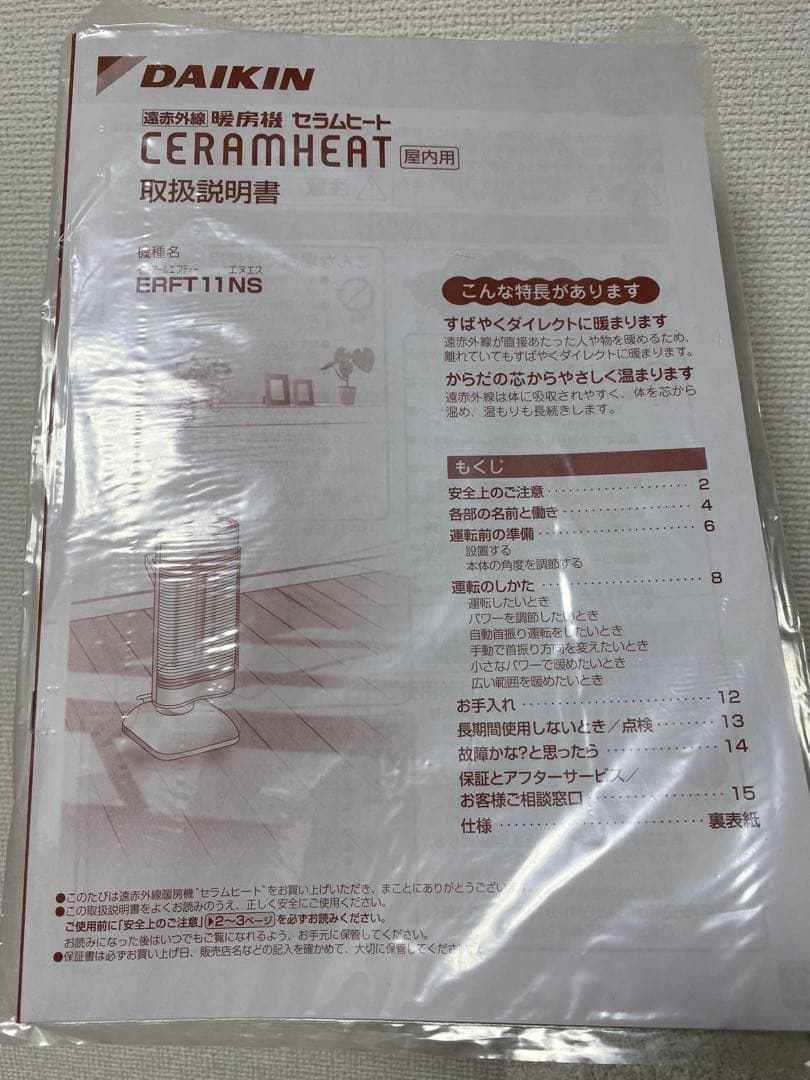 DAIKIN
遠赤外線 暖房機 セラムヒート
CERAMHEAT 屋内用
取扱説明書
機種名
イーアールエフティー エヌエス
ERFT11NS
こんな特長があります
すばやくダイレクトに暖まります
遠赤外線が直接あたった人や物を暖めるため、
離れていてもすばやくダイレクトに暖まります。
からだの芯からやさしく温まります
遠赤外線は体に吸収されやすく、体を芯から
温め、温もりも長続きします。
もくじ
安全上のご注意 2
各部の名前と働き 4
運転前の準備 6
設置する
本体の角度を調節する
運転のしかた 8
運転したいとき
パワーを調節したいとき
自動首振り運転をしたいとき
手動で首振り方向を変えたいとき
小さなパワーで暖めたいとき
広い範囲を暖めたいとき
お手入れ 12
長期間使用しないとき／点検 13
故障かな?と思ったら 14
保証とアフターサービス／
お客様ご相談窓口 15
仕様 裏表紙
●このたびは遠赤外線暖房機“セラムヒート”をお買い上げいただき、まことにありがとうござい
●この取扱説明書をよくお読みのうえ、正しく安全にご使用ください。
ご使用前に「安全上のご注意」▶2〜3ページを必ずお読みください。
お読みになった後はいつでもご覧になれるよう、お手元に保管してください。
●保証書は必ずお買い上げ日、販売店名などの記入を確かめて、大切に保管してくださ